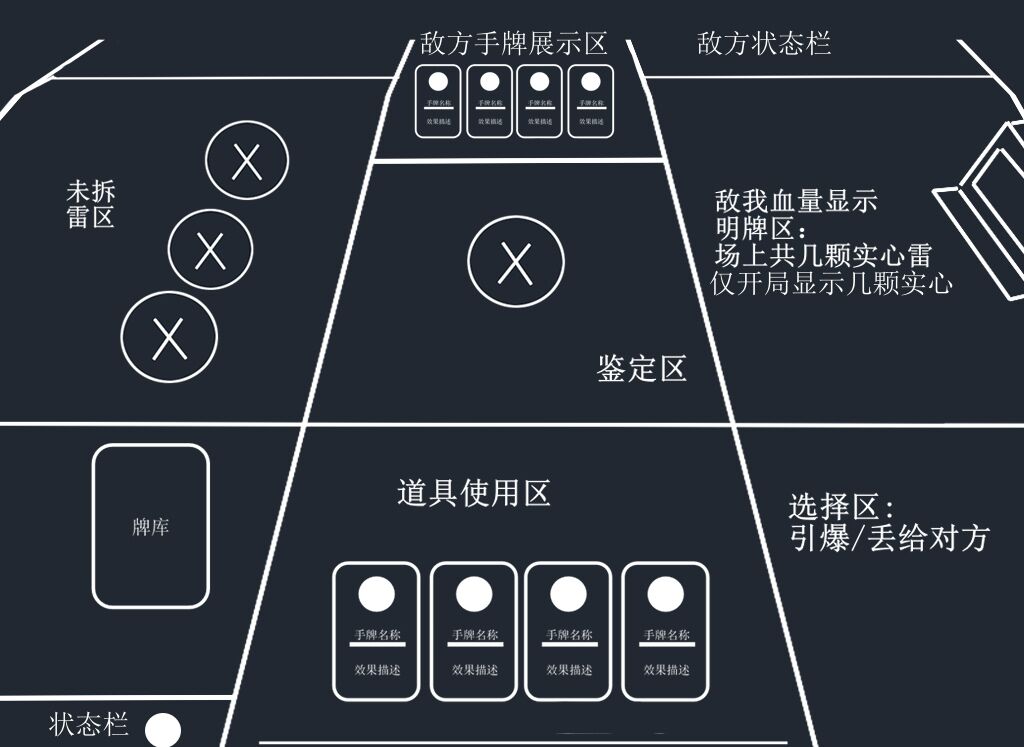 敌方手牌展示区
敌方状态栏
手牌名称
效果描述
手牌名称
效果描述
手牌名称
效果描述
手牌名称
效果描述
未拆
雷区
X
X
X
X
敌我血量显示
明牌区：
场上共几颗实心雷
仅开局显示几颗实心
鉴定区
牌库
道具使用区
选择区：
引爆/丢给对方
手牌名称
效果描述
手牌名称
效果描述
手牌名称
效果描述
手牌名称
效果描述
状态栏